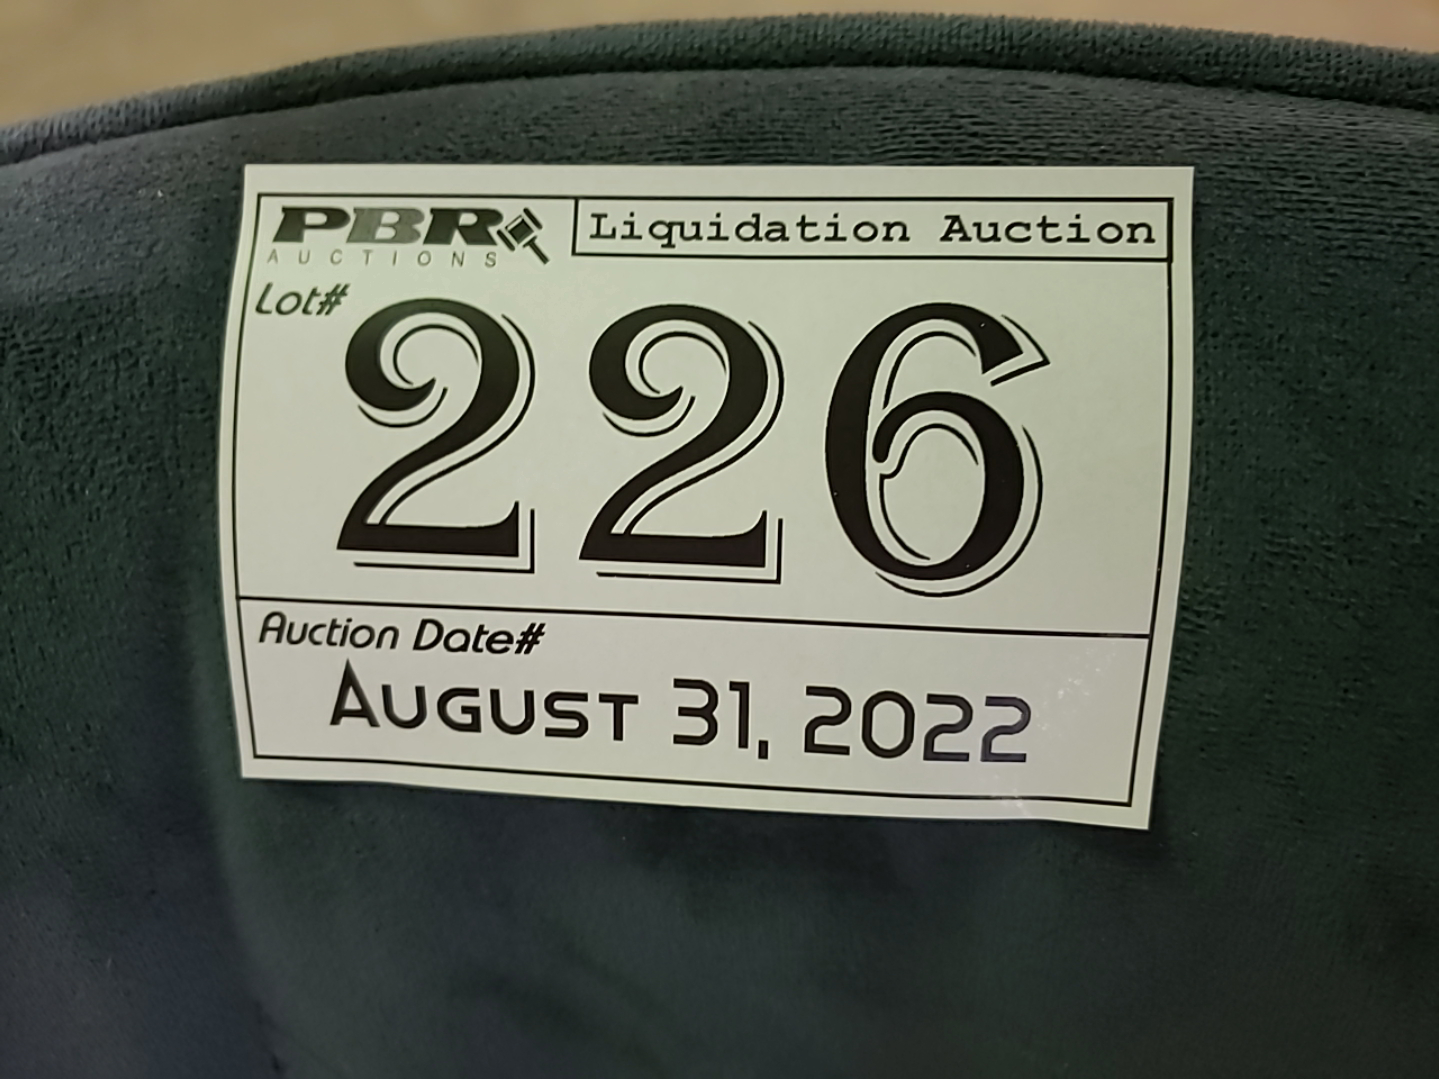 PBR
AUCTIONS
Liquidation Auction
Lot#
226
Auction Date#
August 31, 2022